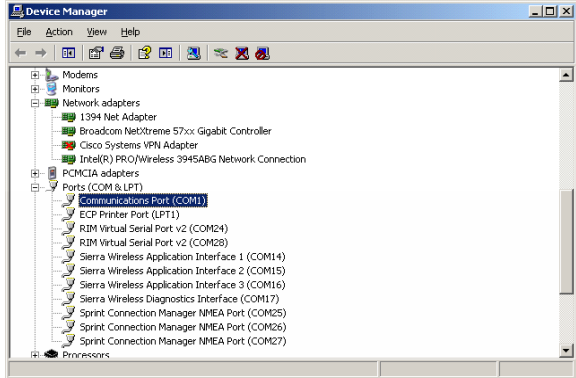 Device Manager
File Action View Help
Modems
Monitors
Network adapters
1394 Net Adapter
Broadcom NetXtreme 57xx Gigabit Controller
Cisco Systems VPN Adapter
Intel(R) PRO/Wireless 3945ABG Network Connection
PCMCIA adapters
Ports (COM & LPT)
Communications Port (COM1)
ECP Printer Port (LPT1)
RIM Virtual Serial Port v2 (COM24)
RIM Virtual Serial Port v2 (COM28)
Sierra Wireless Application Interface 1 (COM14)
Sierra Wireless Application Interface 2 (COM15)
Sierra Wireless Application Interface 3 (COM16)
Sierra Wireless Diagnostics Interface (COM17)
Sprint Connection Manager NMEA Port (COM25)
Sprint Connection Manager NMEA Port (COM26)
Sprint Connection Manager NMEA Port (COM27)
Processors